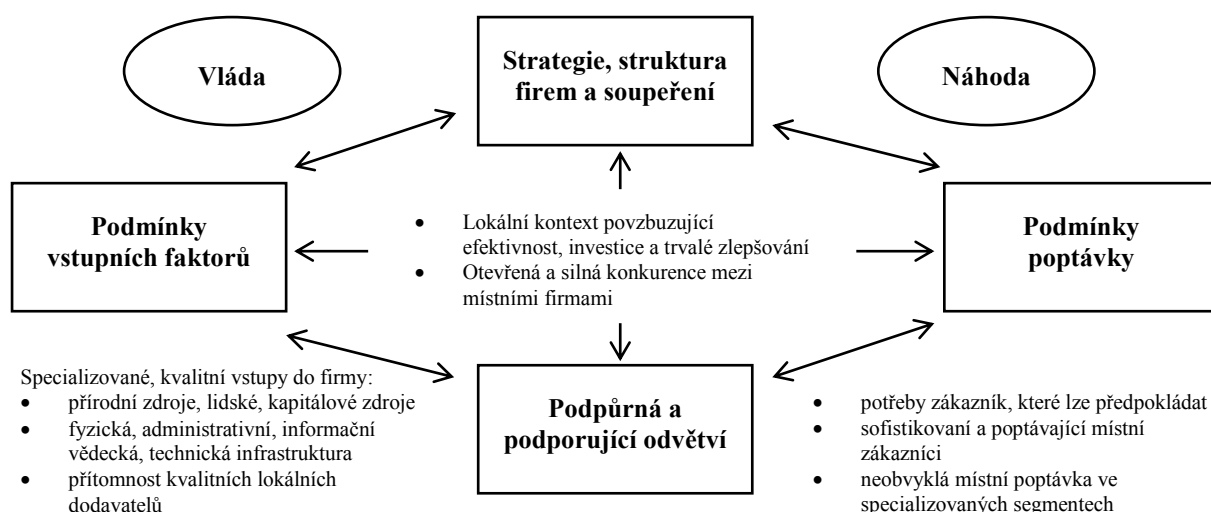 Vláda
Strategie, struktura
firem a soupeření
Náhoda
Podmínky
vstupních faktorů
• Lokální kontext povzbuzující
efektivnost, investice a trvalé zlepšování
• Otevřená a silná konkurence mezi
místními firmami
Podmínky
poptávky
Specializované, kvalitní vstupy do firmy:
• přírodní zdroje, lidské, kapitálové zdroje
• fyzická, administrativní, informační
vědecká, technická infrastruktura
• přítomnost kvalitních lokálních
dodavatelů
Podpůrná a
podporující odvětví
• potřeby zákazník, které lze předpokládat
• sofistikovaní a poptávající místní
zákazníci
• neobvyklá místní poptávka ve
specializovaných segmentech